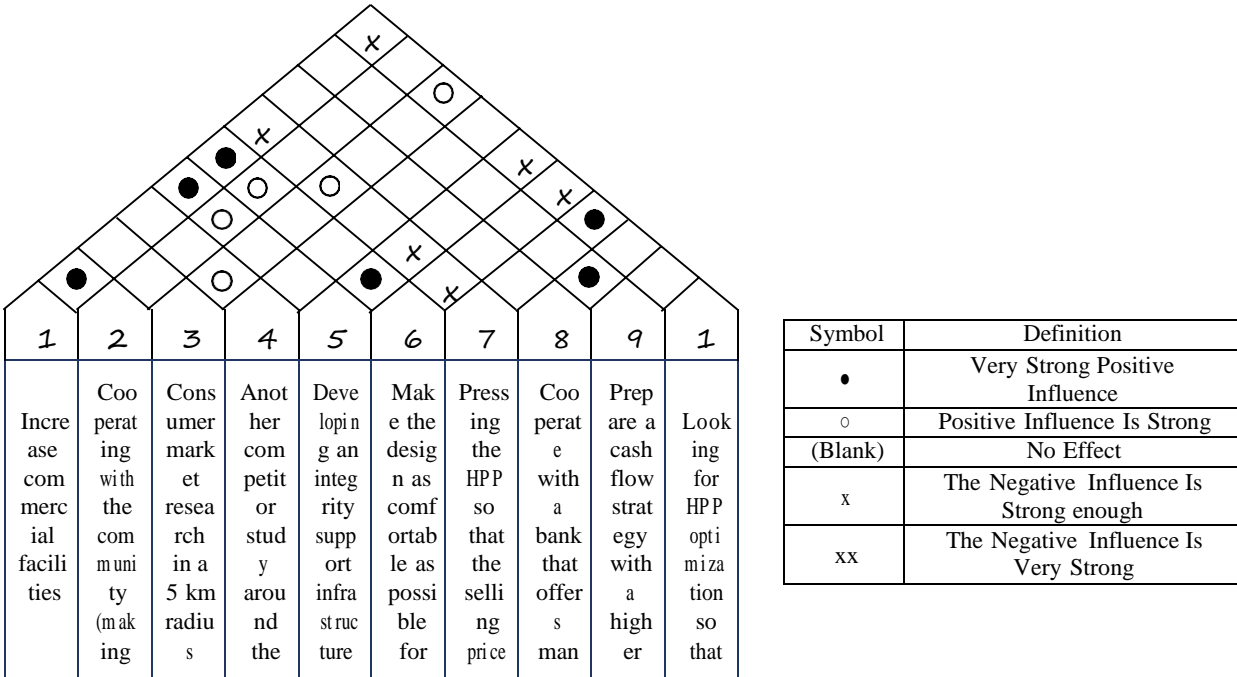 x
○
x
●
x
● ○ ○
x
○ ●
x
● ○ ● ●
x
1 2 3 4 5 6 7 8 9 1
Incre
ase
com
merc
ial
facili
ties
Coo
perat
ing
with
the
com
muni
ty
(mak
ing
Cons
umer
mark
et
resea
rch
in a
5 km
radiu
s
Anot
her
com
petit
or
stud
y
arou
nd
the
Deve
lopin
g an
integ
rity
supp
ort
infra
struc
ture
Mak
e the
desig
n as
comf
ortab
le as
possi
ble
for
Press
ing
the
HPP
so
that
the
selli
ng
price
Coo
perat
e
with
a
bank
that
offer
s
man
Prep
are a
cash
flow
strat
egy
with
a
high
er
Look
ing
for
HPP
opti
miza
tion
so
that
Symbol Definition
● Very Strong Positive
Influence
○ Positive Influence Is Strong
(Blank) No Effect
x The Negative Influence Is
Strong enough
xx The Negative Influence Is
Very Strong